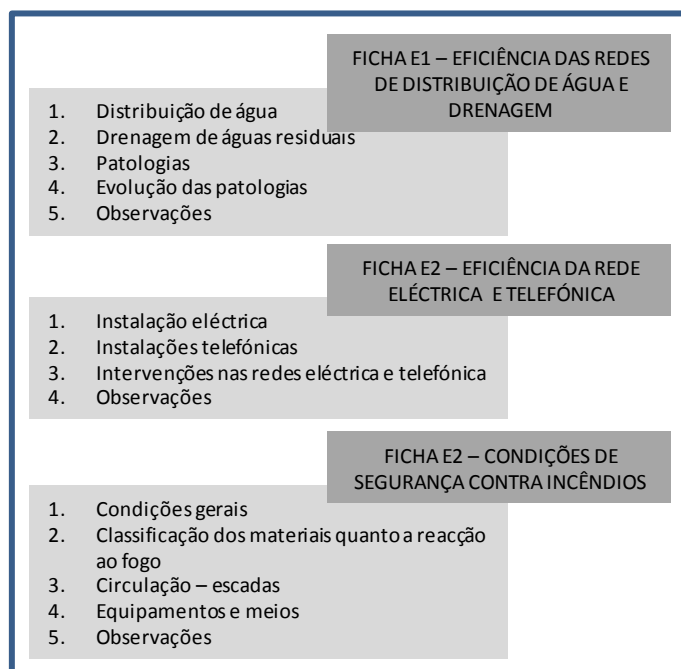 FICHA E1 – EFICIÊNCIA DAS REDES
DE DISTRIBUIÇÃO DE ÁGUA E
DRENAGEM
1. Distribuição de água
2. Drenagem de águas residuais
3. Patologias
4. Evolução das patologias
5. Observações
FICHA E2 – EFICIÊNCIA DA REDE
ELÉCTRICA E TELEFÓNICA
1. Instalação eléctrica
2. Instalações telefónicas
3. Intervenções nas redes eléctrica e telefónica
4. Observações
FICHA E2 – CONDIÇÕES DE
SEGURANÇA CONTRA INCÊNDIOS
1. Condições gerais
2. Classificação dos materiais quanto a reacção
ao fogo
3. Circulação – escadas
4. Equipamentos e meios
5. Observações